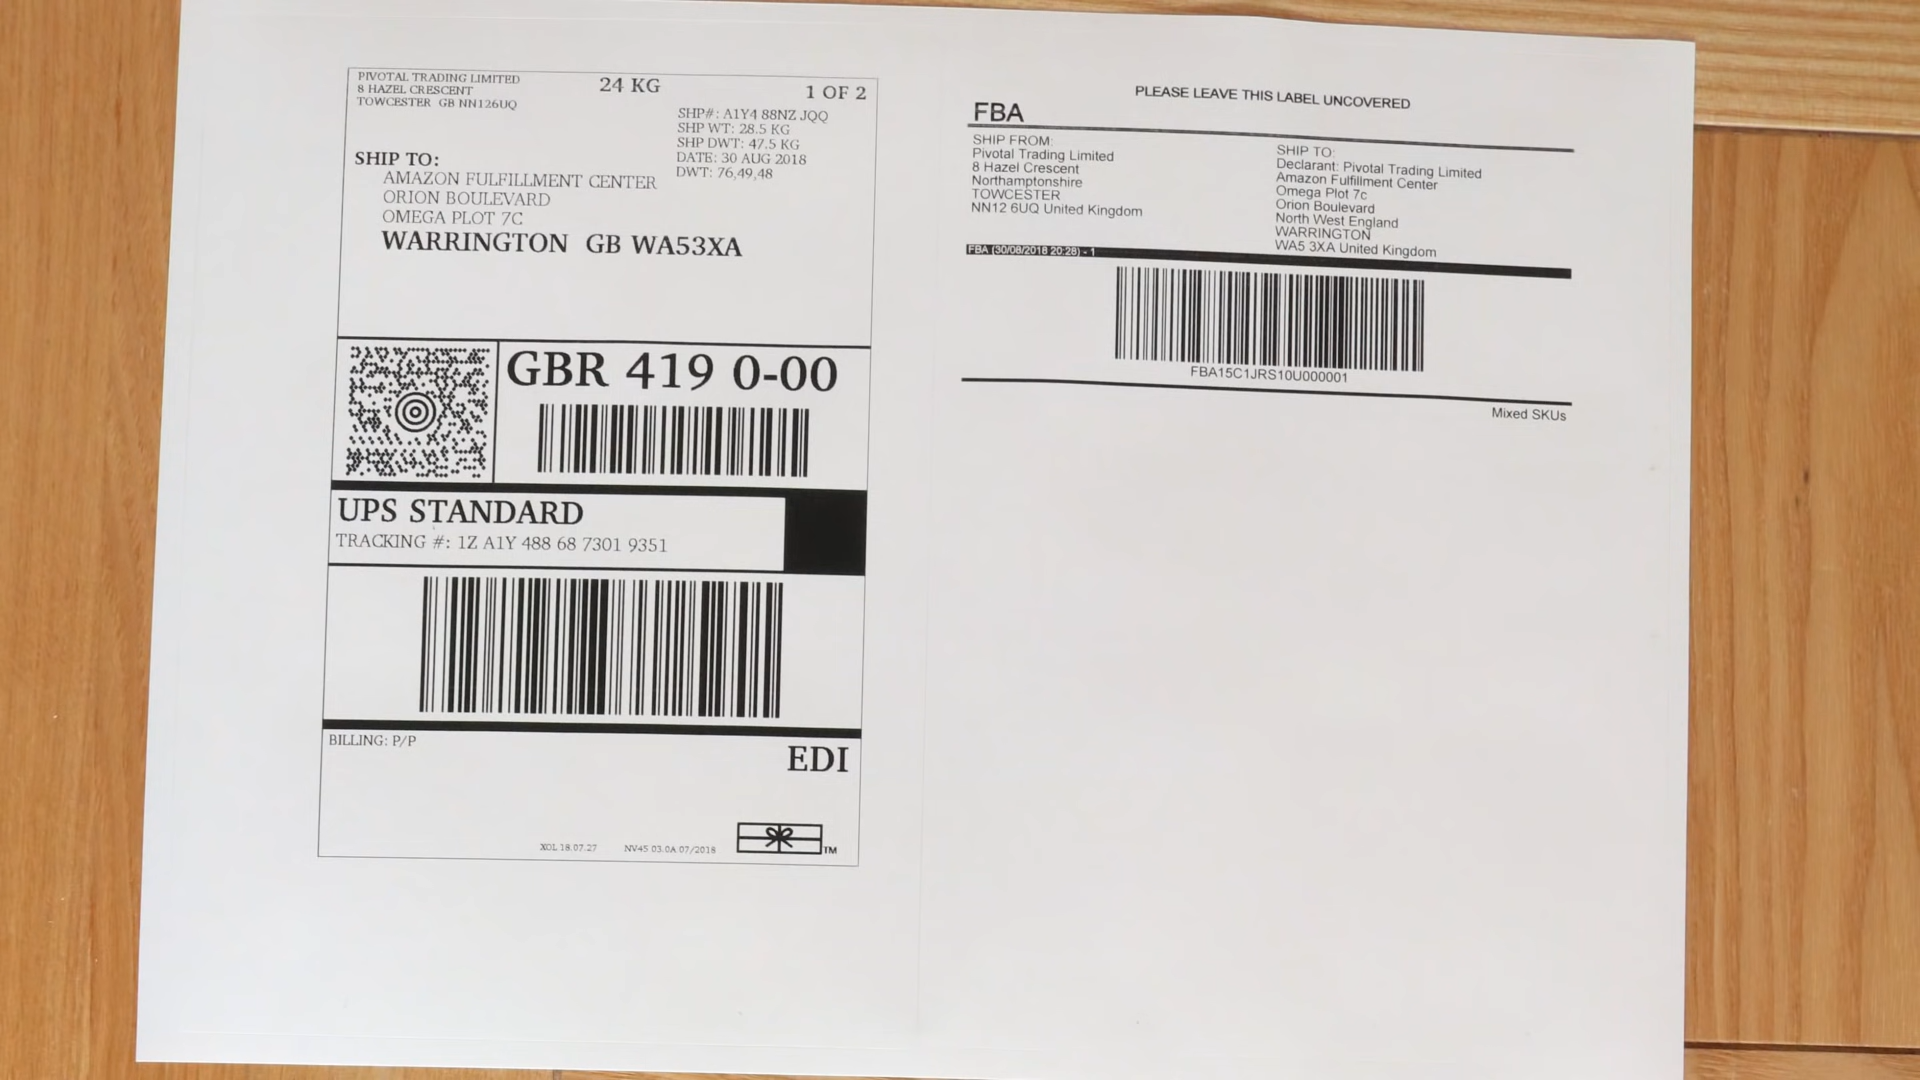 PIVOTAL TRADING LIMITED
8 HAZEL CRESCENT
TOWCESTER GB NN126UQ
24 KG
1 OF 2
SHP#: A1Y4 88NZ JQQ
SHP WT: 28.5 KG
SHP DWT: 47.5 KG
DATE: 30 AUG 2018
DWT: 76,49,48
SHIP TO:
AMAZON FULFILLMENT CENTER
ORION BOULEVARD
OMEGA PLOT 7C
WARRINGTON GB WA53XA
GBR 419 0-00
UPS STANDARD
TRACKING #: 1Z A1Y 488 68 7301 9351
BILLING: P/P
EDI
XOL 18.07.27 NV45 03.0A 07/2018
TM
PLEASE LEAVE THIS LABEL UNCOVERED
FBA
SHIP FROM:
Pivotal Trading Limited
8 Hazel Crescent
Northamptonshire
TOWCESTER
NN12 6UQ United Kingdom
SHIP TO:
Declarant: Pivotal Trading Limited
Amazon Fulfillment Center
Omega Plot 7c
Orion Boulevard
North West England
WARRINGTON
WA5 3XA United Kingdom
FBA (30/08/2018 20:28) - 1
FBA15C1JRS10U000001
Mixed SKUs